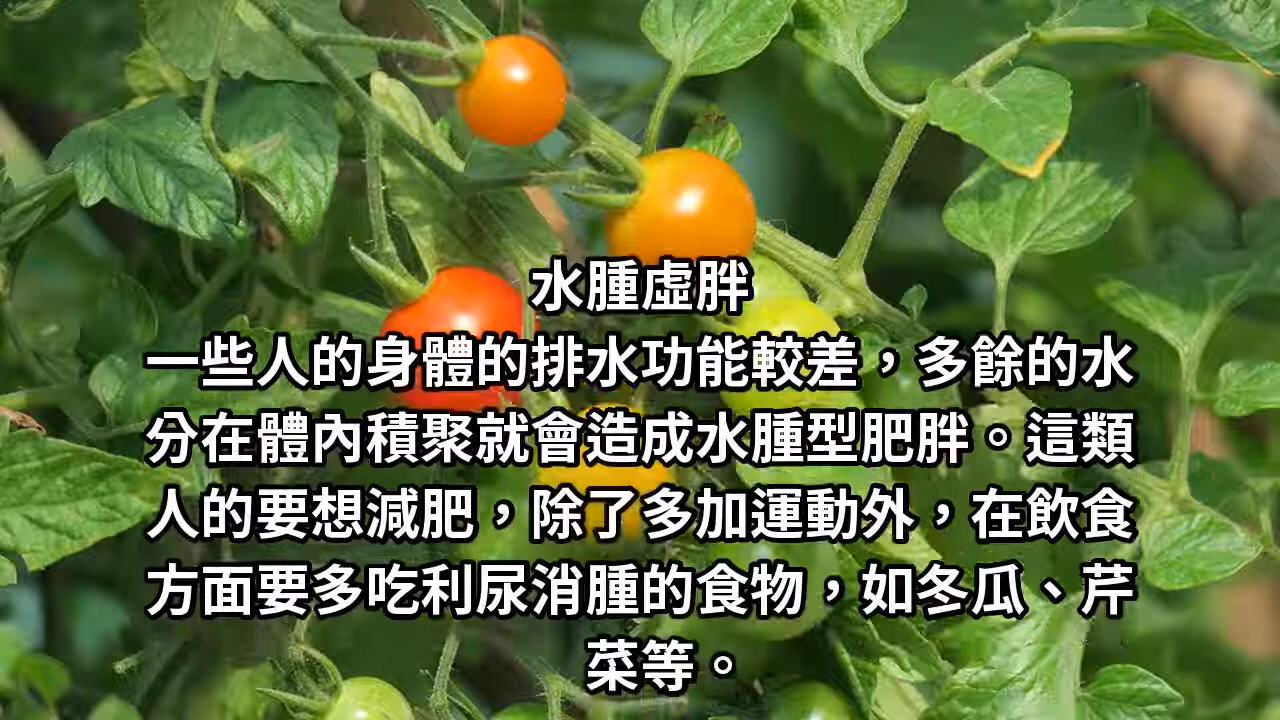 水腫虛胖
一些人的身體的排水功能較差，多餘的水
分在體內積聚就會造成水腫型肥胖。這類
人的要想減肥，除了多加運動外，在飲食
方面要多吃利尿消腫的食物，如冬瓜、芹
菜等。